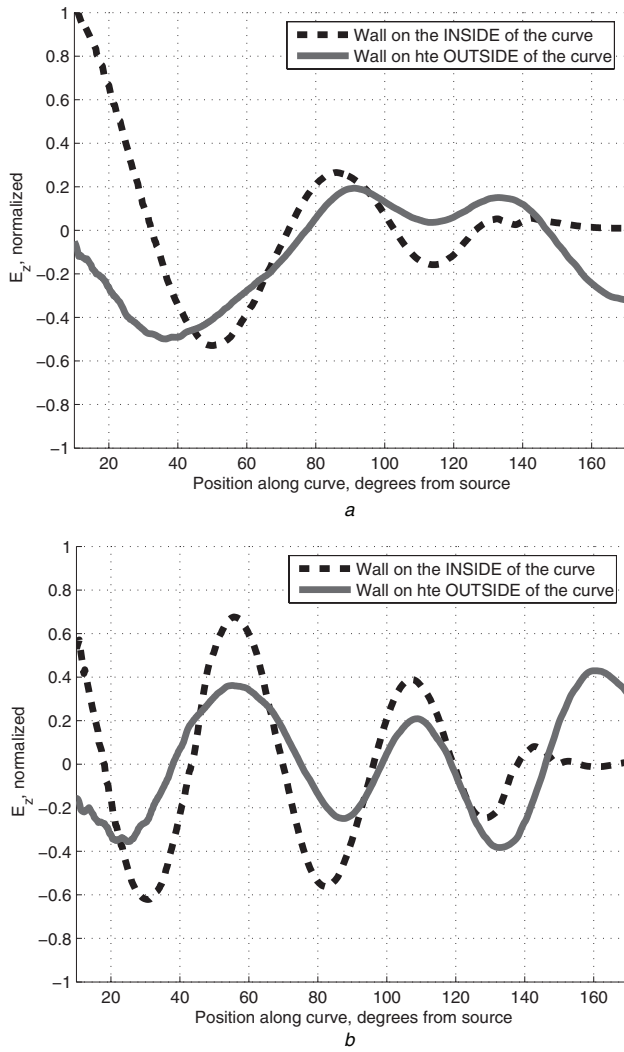 1
Wall on the INSIDE of the curve
Wall on hte OUTSIDE of the curve
0.8
0.6
0.4
0.2
0
−0.2
−0.4
−0.6
−0.8
−1
E_z, normalized
20 40 60 80 100 120 140 160
Position along curve, degrees from source
a
1
Wall on the INSIDE of the curve
Wall on hte OUTSIDE of the curve
0.8
0.6
0.4
0.2
0
−0.2
−0.4
−0.6
−0.8
−1
E_z, normalized
20 40 60 80 100 120 140 160
Position along curve, degrees from source
b